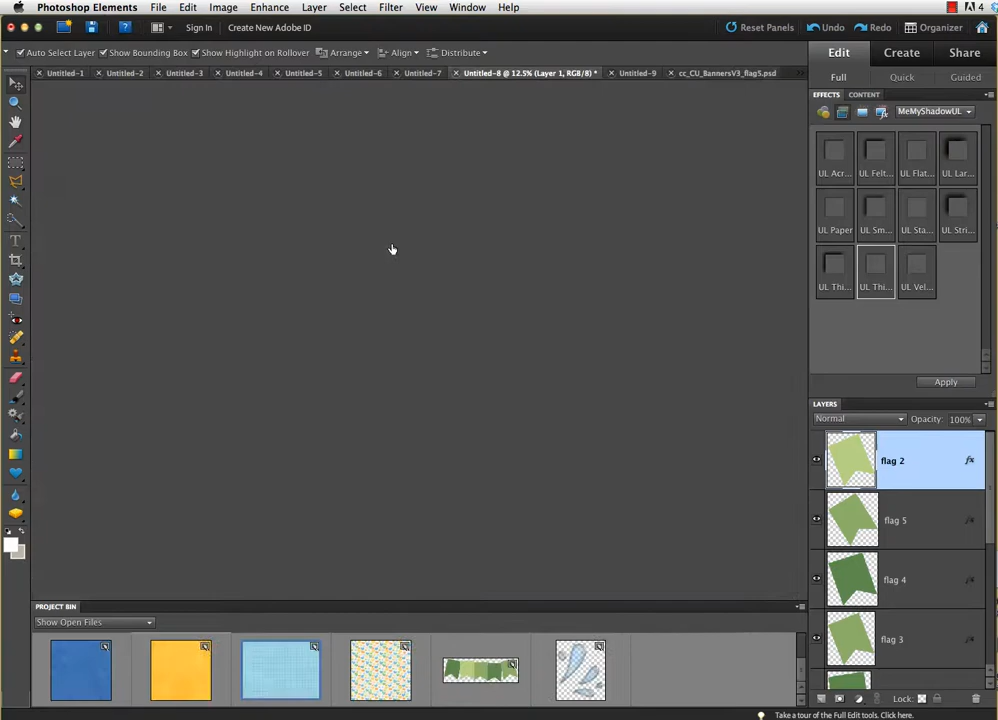 Photoshop Elements File Edit Image Enhance Layer Select Filter View Window Help 4
Sign In Create New Adobe ID Reset Panels Undo Redo Organizer
Auto Select Layer Show Bounding Box Show Highlight on Rollover Arrange Align Distribute Edit Create Share
Untitled-1 Untitled-2 Untitled-3 Untitled-4 Untitled-5 Untitled-6 Untitled-7 Untitled-8 @ 12.5% (Layer 1, RGB/8) * Untitled-9 cc_CU_BannersV3_flag5.psd Full Quick Guided
EFFECTS CONTENT
MeMyShadowUL
UL Acr... UL Felt... UL Flat... UL Lar...
UL Paper UL Sm... UL Sta... UL Stri...
UL Thi... UL Thi... UL Vel...
Apply
LAYERS
Normal Opacity: 100%
flag 2 fx
flag 5 fx
flag 4 fx
flag 3 fx
PROJECT BIN
Show Open Files
Lock:
Take a tour of the Full Edit tools. Click here.